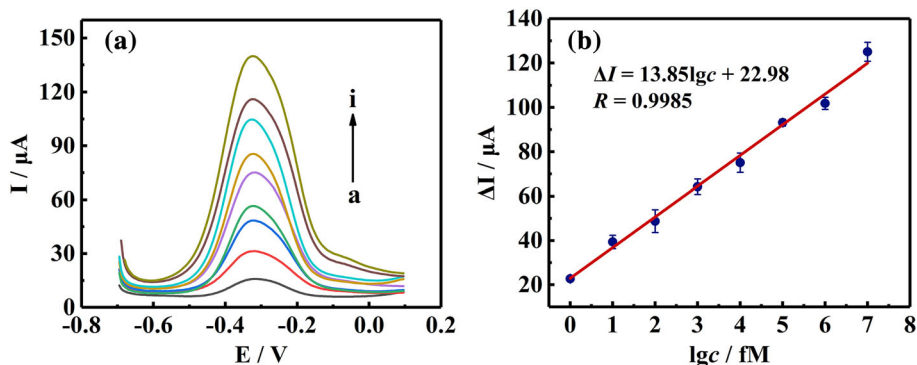 (a)
I / μA
150
120
90
60
30
0
i
a
-0.8
-0.6
-0.4
-0.2
0.0
0.2
E / V
(b)
ΔI = 13.85lgc + 22.98
R = 0.9985
ΔI / μA
140
120
100
80
60
40
20
0
1
2
3
4
5
6
7
8
lgc / fM